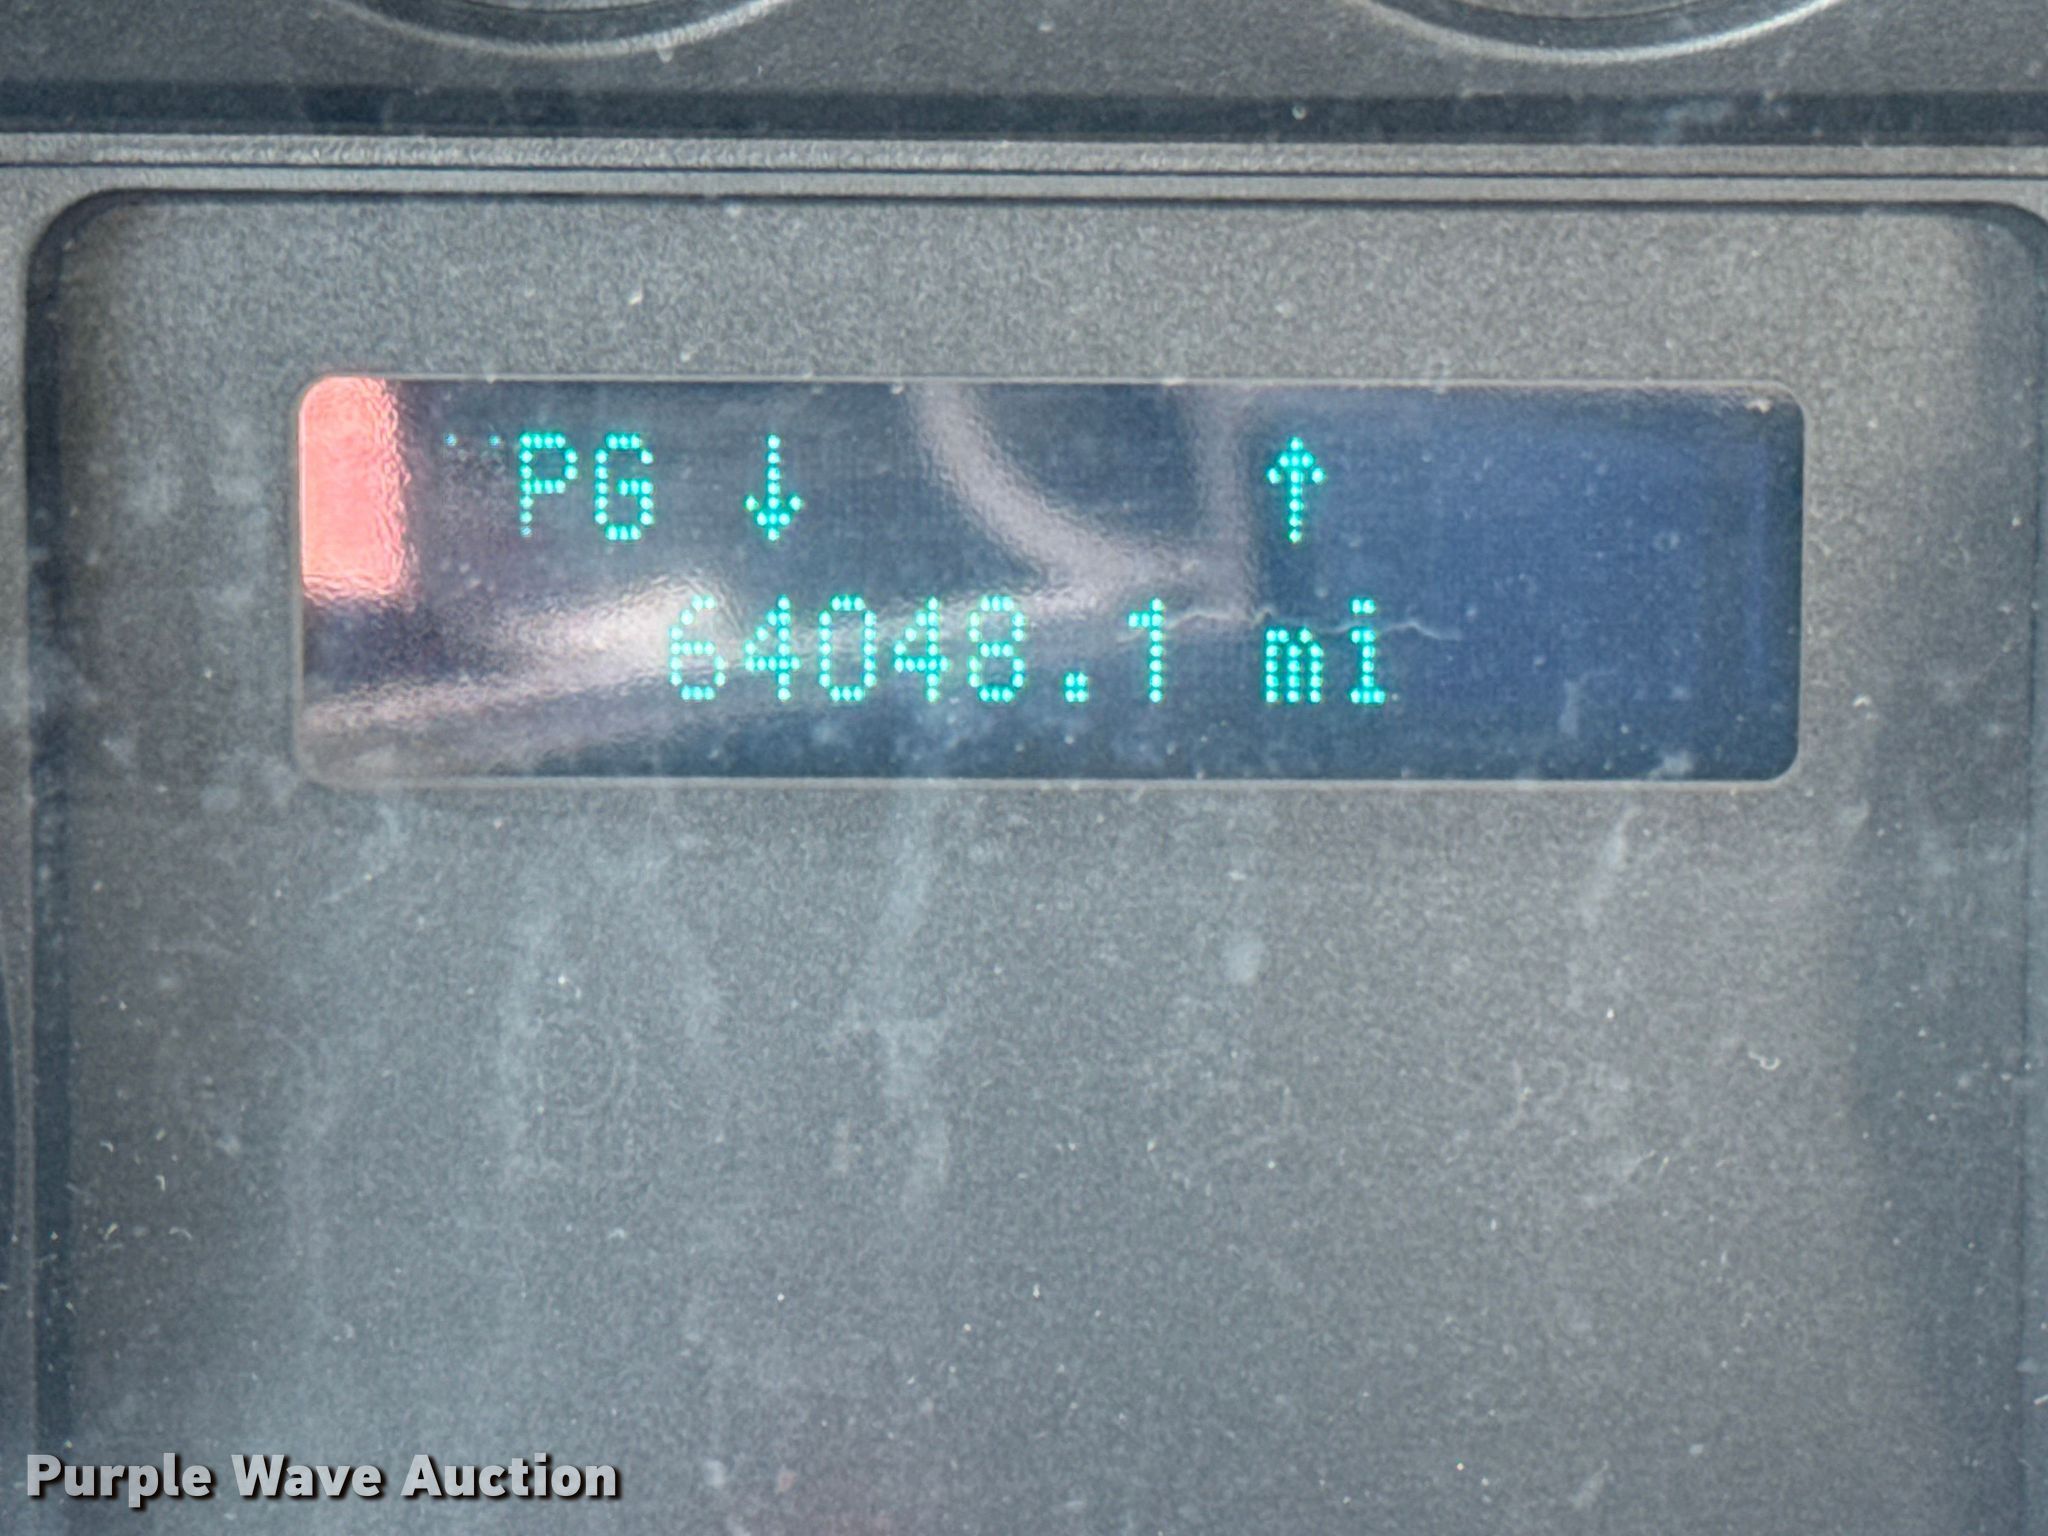 PG ↓ ↑
64048.1 mi
Purple Wave Auction